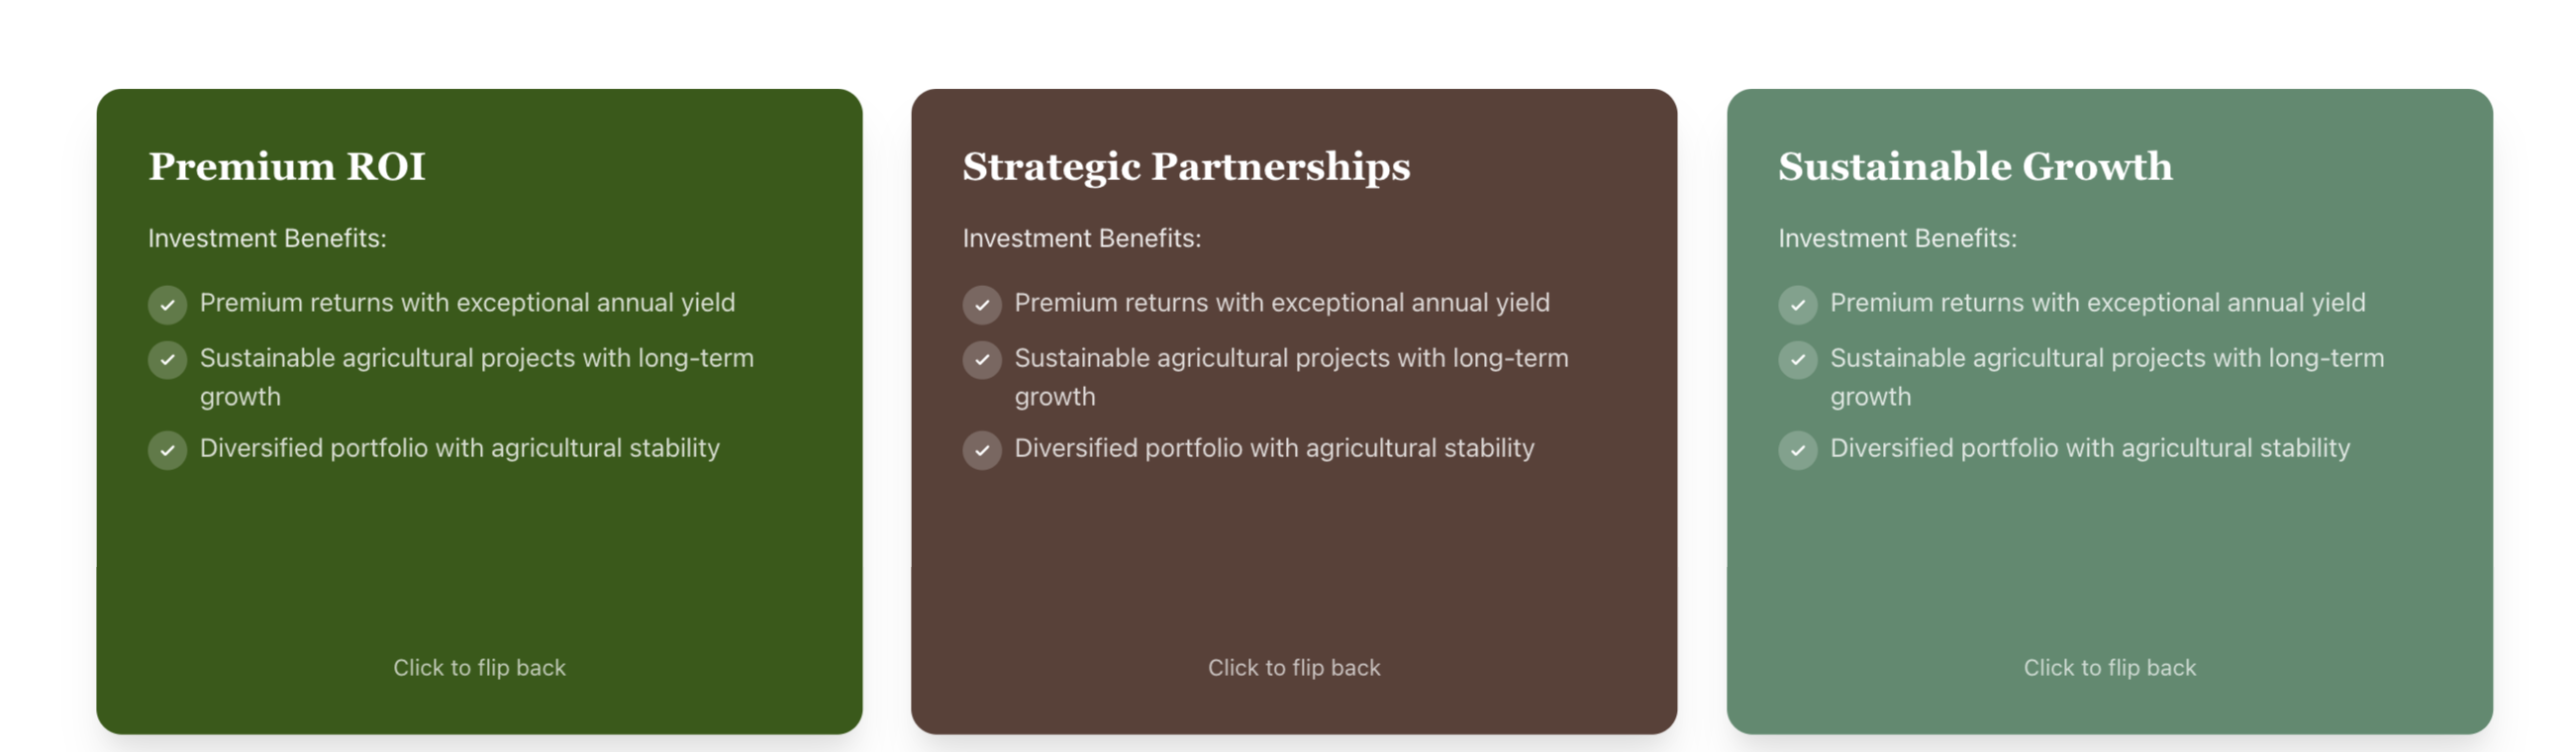 Premium ROI
Investment Benefits:
Premium returns with exceptional annual yield
Sustainable agricultural projects with long-term
growth
Diversified portfolio with agricultural stability
Click to flip back
Strategic Partnerships
Investment Benefits:
Premium returns with exceptional annual yield
Sustainable agricultural projects with long-term
growth
Diversified portfolio with agricultural stability
Click to flip back
Sustainable Growth
Investment Benefits:
Premium returns with exceptional annual yield
Sustainable agricultural projects with long-term
growth
Diversified portfolio with agricultural stability
Click to flip back